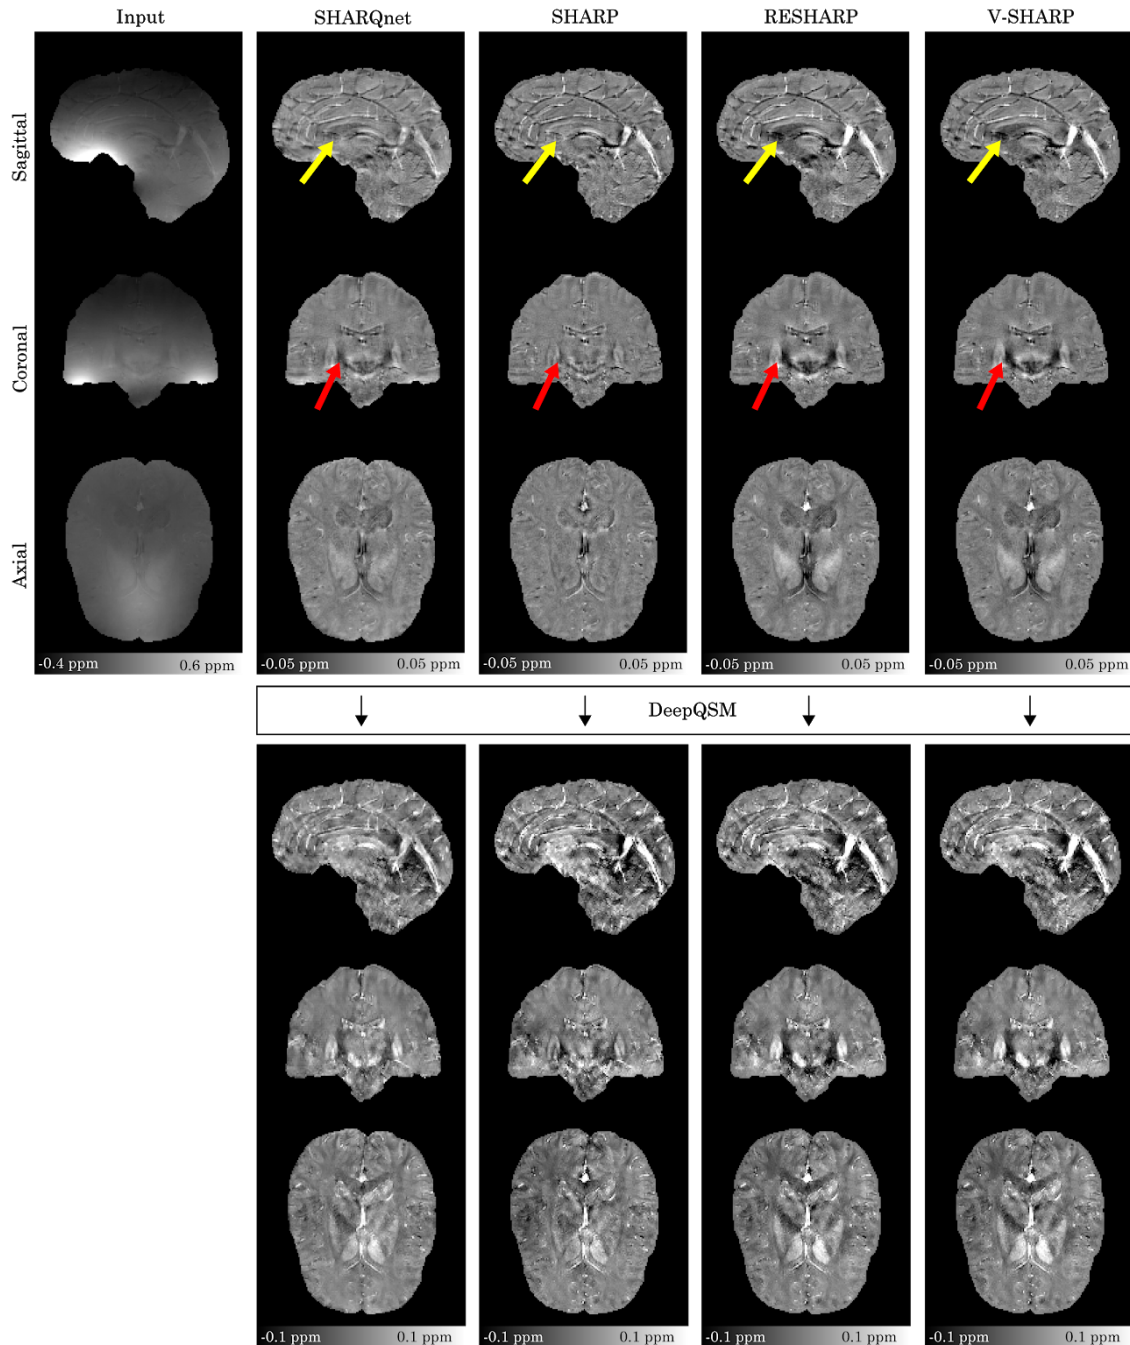 Input SHARQnet SHARP RESHARP V-SHARP
Sagittal
Coronal
Axial
-0.4 ppm 0.6 ppm -0.05 ppm 0.05 ppm -0.05 ppm 0.05 ppm -0.05 ppm 0.05 ppm -0.05 ppm 0.05 ppm
DeepQSM
-0.1 ppm 0.1 ppm -0.1 ppm 0.1 ppm -0.1 ppm 0.1 ppm -0.1 ppm 0.1 ppm